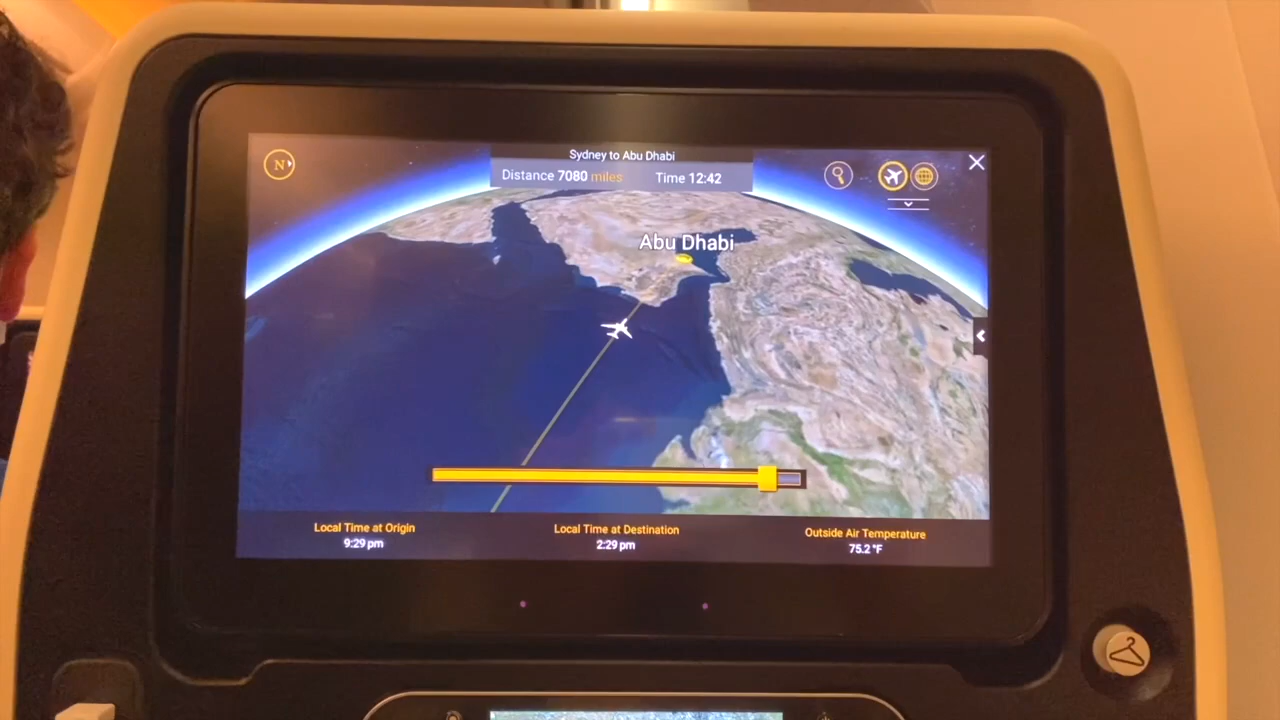 Sydney to Abu Dhabi
N
Distance 7080 miles Time 12:42
Abu Dhabi
Local Time at Origin
9:29 pm
Local Time at Destination
2:29 pm
Outside Air Temperature
75.2 °F